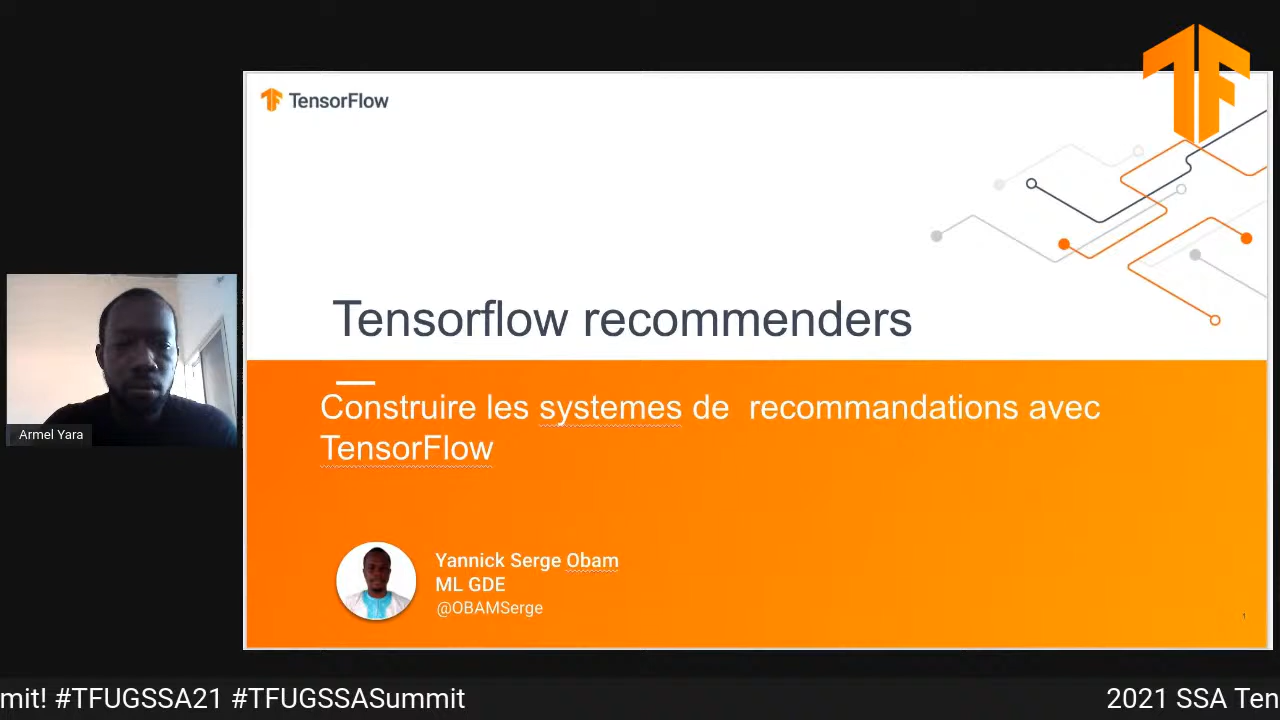 TensorFlow
Tensorflow recommenders
Construire les systemes de  recommandations avec
TensorFlow
Armel Yara
Yannick Serge Obam
ML GDE
@OBAMSerge
1
mit! #TFUGSSA21 #TFUGSSASummit
2021 SSA Ten